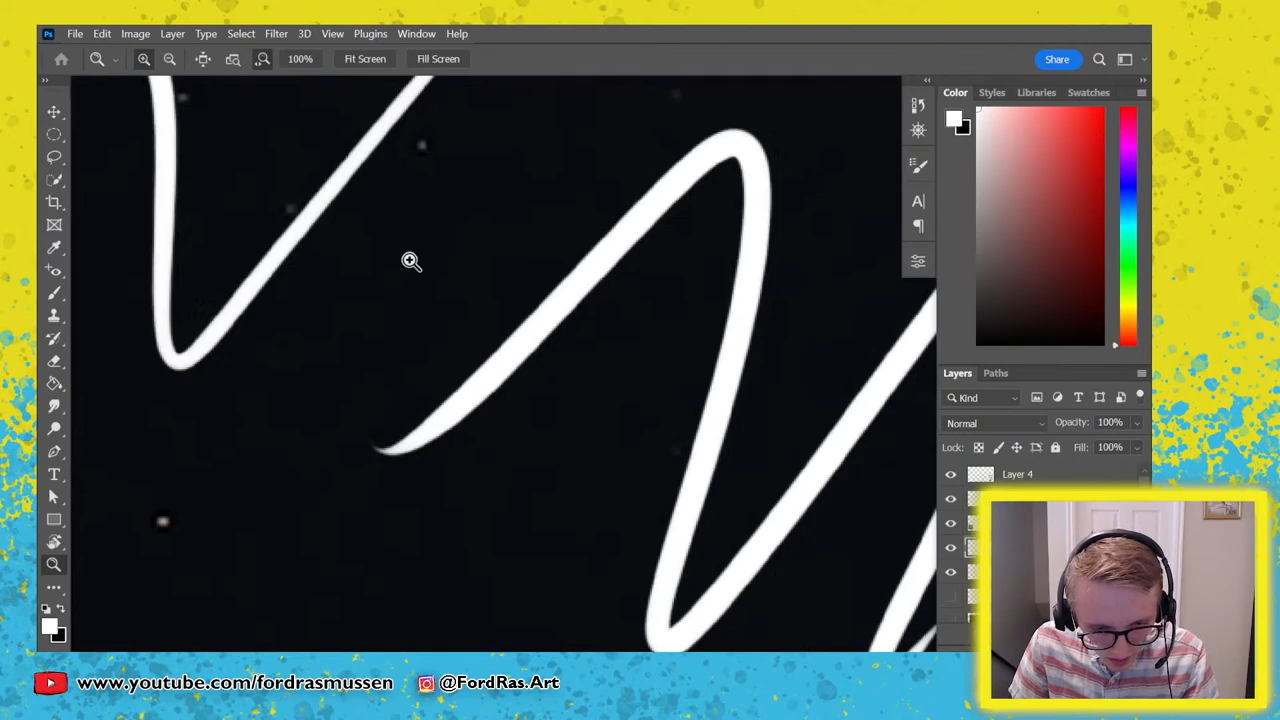 Ps File Edit Image Layer Type Select Filter 3D View Plugins Window Help
100% Fit Screen Fill Screen Share
Color Styles Libraries Swatches
Layers Paths
Kind
Normal Opacity: 100%
Lock: Fill: 100%
Layer 4
www.youtube.com/fordrasmussen @FordRas.Art